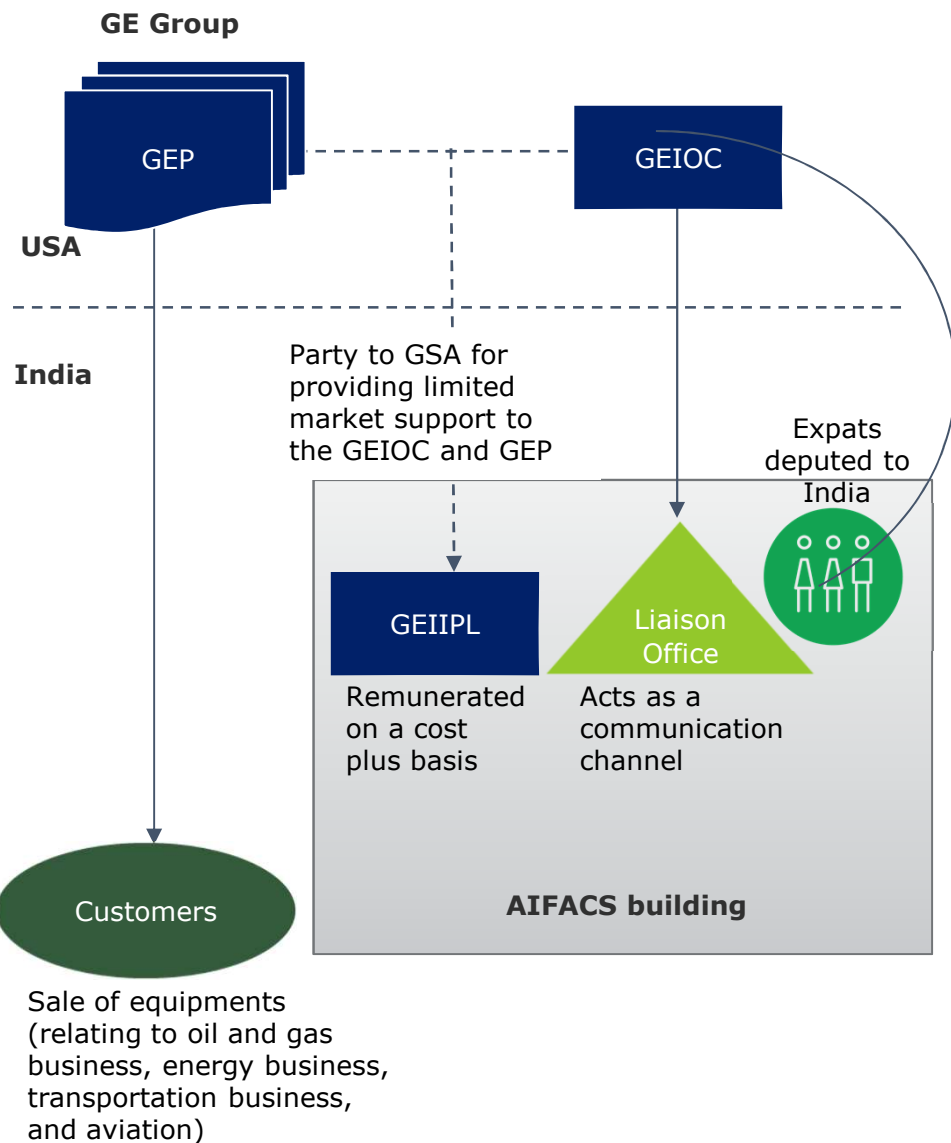 GE Group
GEP
GEIOC
USA
India
Party to GSA for
providing limited
market support to
the GEIOC and GEP
Expats
deputed to
India
GEIIPL
Liaison
Office
Remunerated
on a cost
plus basis
Acts as a
communication
channel
Customers
AIFACS building
Sale of equipments
(relating to oil and gas
business, energy business,
transportation business,
and aviation)